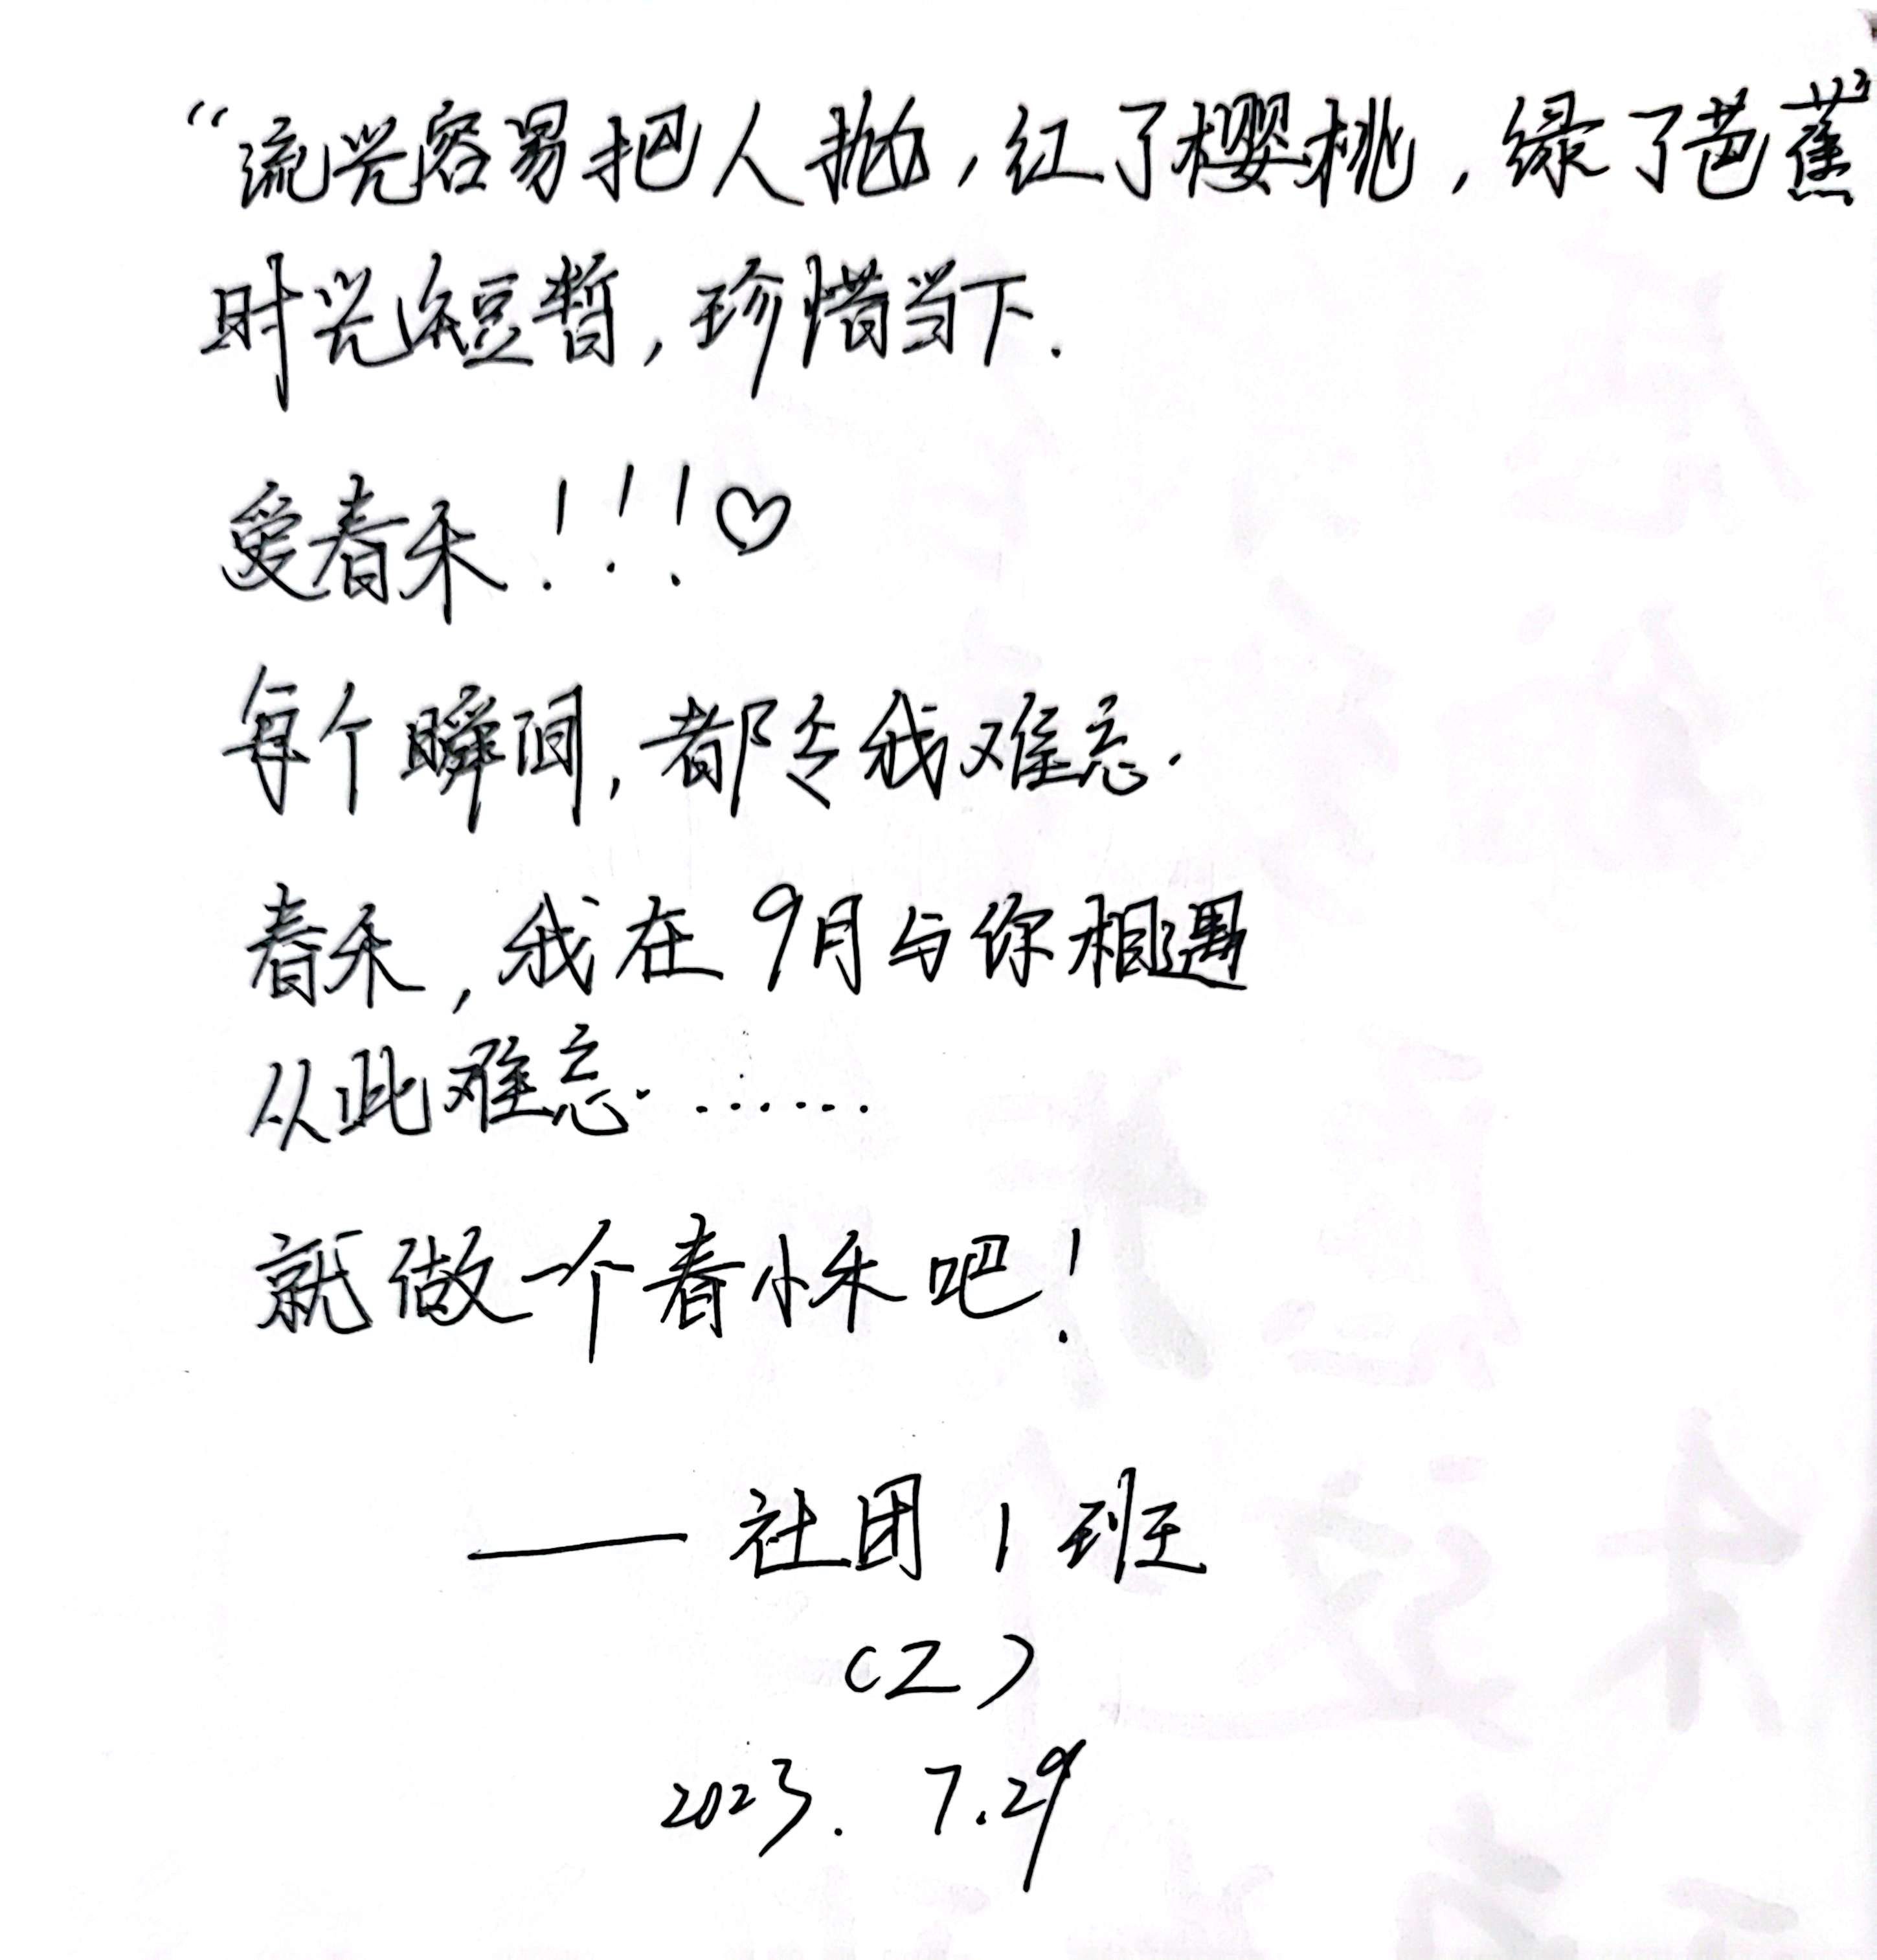 “流光容易把人抛，红了樱桃，绿了芭蕉”
时光短暂，珍惜当下.
爱春禾！！！♡
每个瞬间，都令我难忘.
春禾，我在9月与你相遇
从此难忘. ......
就做一个春小禾吧！
—— 社团1班
(2)
2023. 7.29